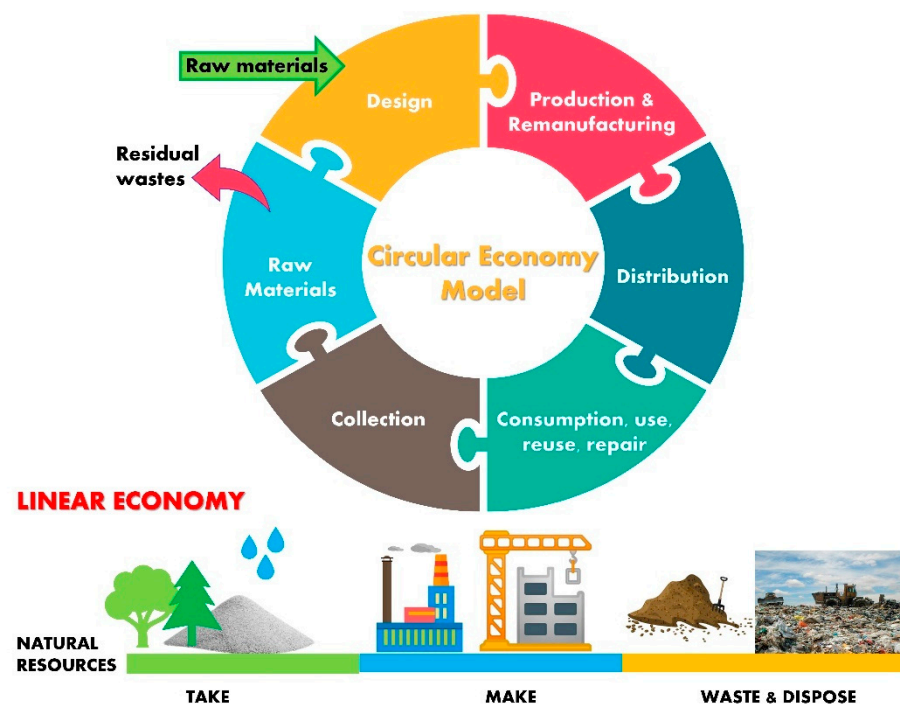 Raw materials
Design
Production &
Remanufacturing
Residual
wastes
Raw
Materials
Circular Economy
Model
Distribution
Collection
Consumption, use,
reuse, repair
LINEAR ECONOMY
NATURAL
RESOURCES
TAKE
MAKE
WASTE & DISPOSE